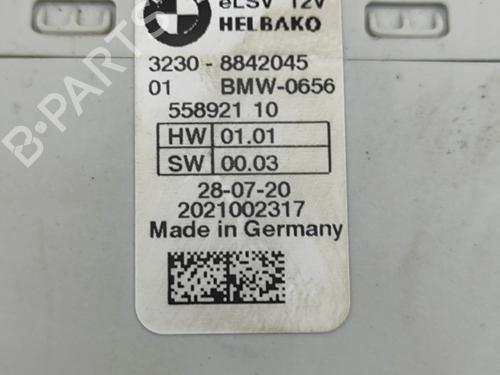 eLSV 12V
HELBAKO
3230 - 8842045
01 BMW-0656
558921 10
HW 01.01
SW 00.03
28-07-20
2021002317
Made in Germany
B-PARTS